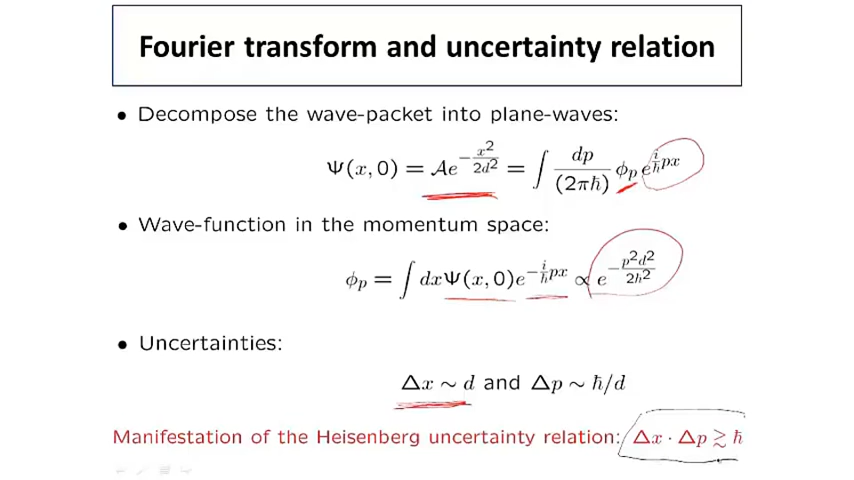 Fourier transform and uncertainty relation
• Decompose the wave-packet into plane-waves:
Ψ(x, 0) = 𝒜e^{−x²/2d²} = ∫ dp/(2πℏ) ϕ_p e^{(i/ℏ)px}
• Wave-function in the momentum space:
ϕ_p = ∫ dxΨ(x, 0)e^{−(i/ℏ)px} ∝ e^{−p²d²/2ℏ²}
• Uncertainties:
Δx ∼ d and Δp ∼ ℏ/d
Manifestation of the Heisenberg uncertainty relation: Δx · Δp ≳ ℏ